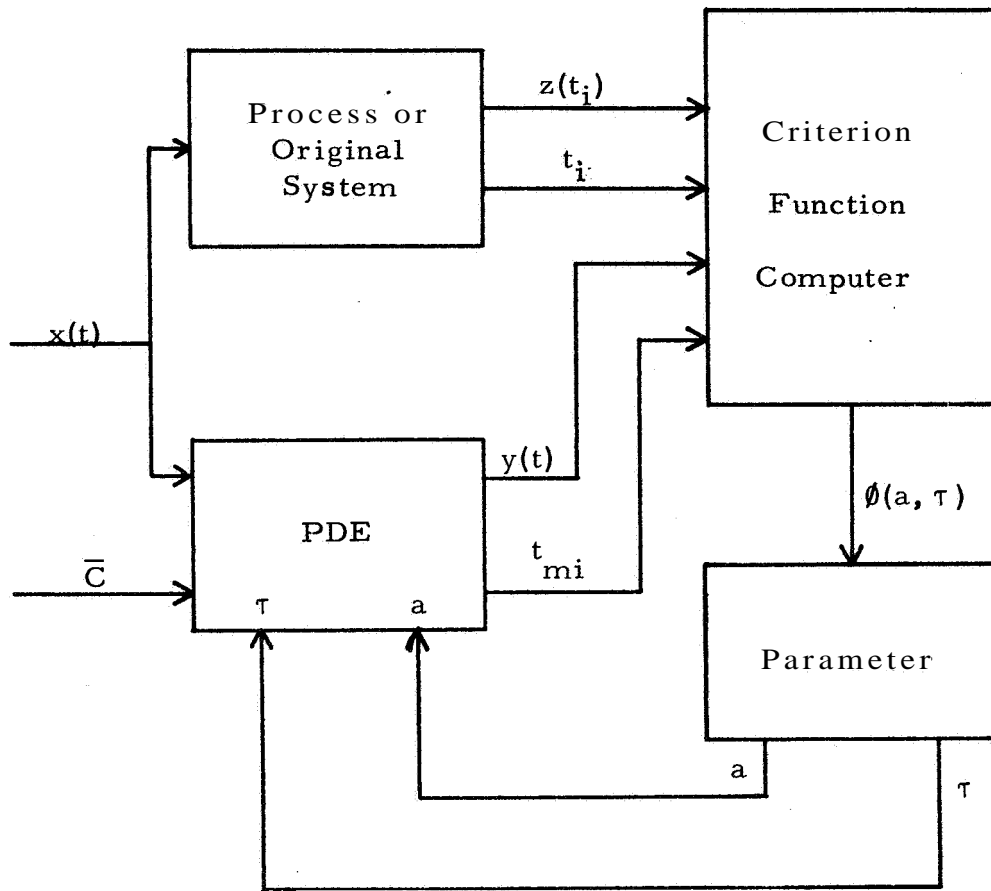 z(t_i)
Process or
Original
System
t_i
Criterion
Function
Computer
x(t)
y(t)
PDE
t_mi
C̅
τ a
Ø(a, τ)
Parameter
a
τ